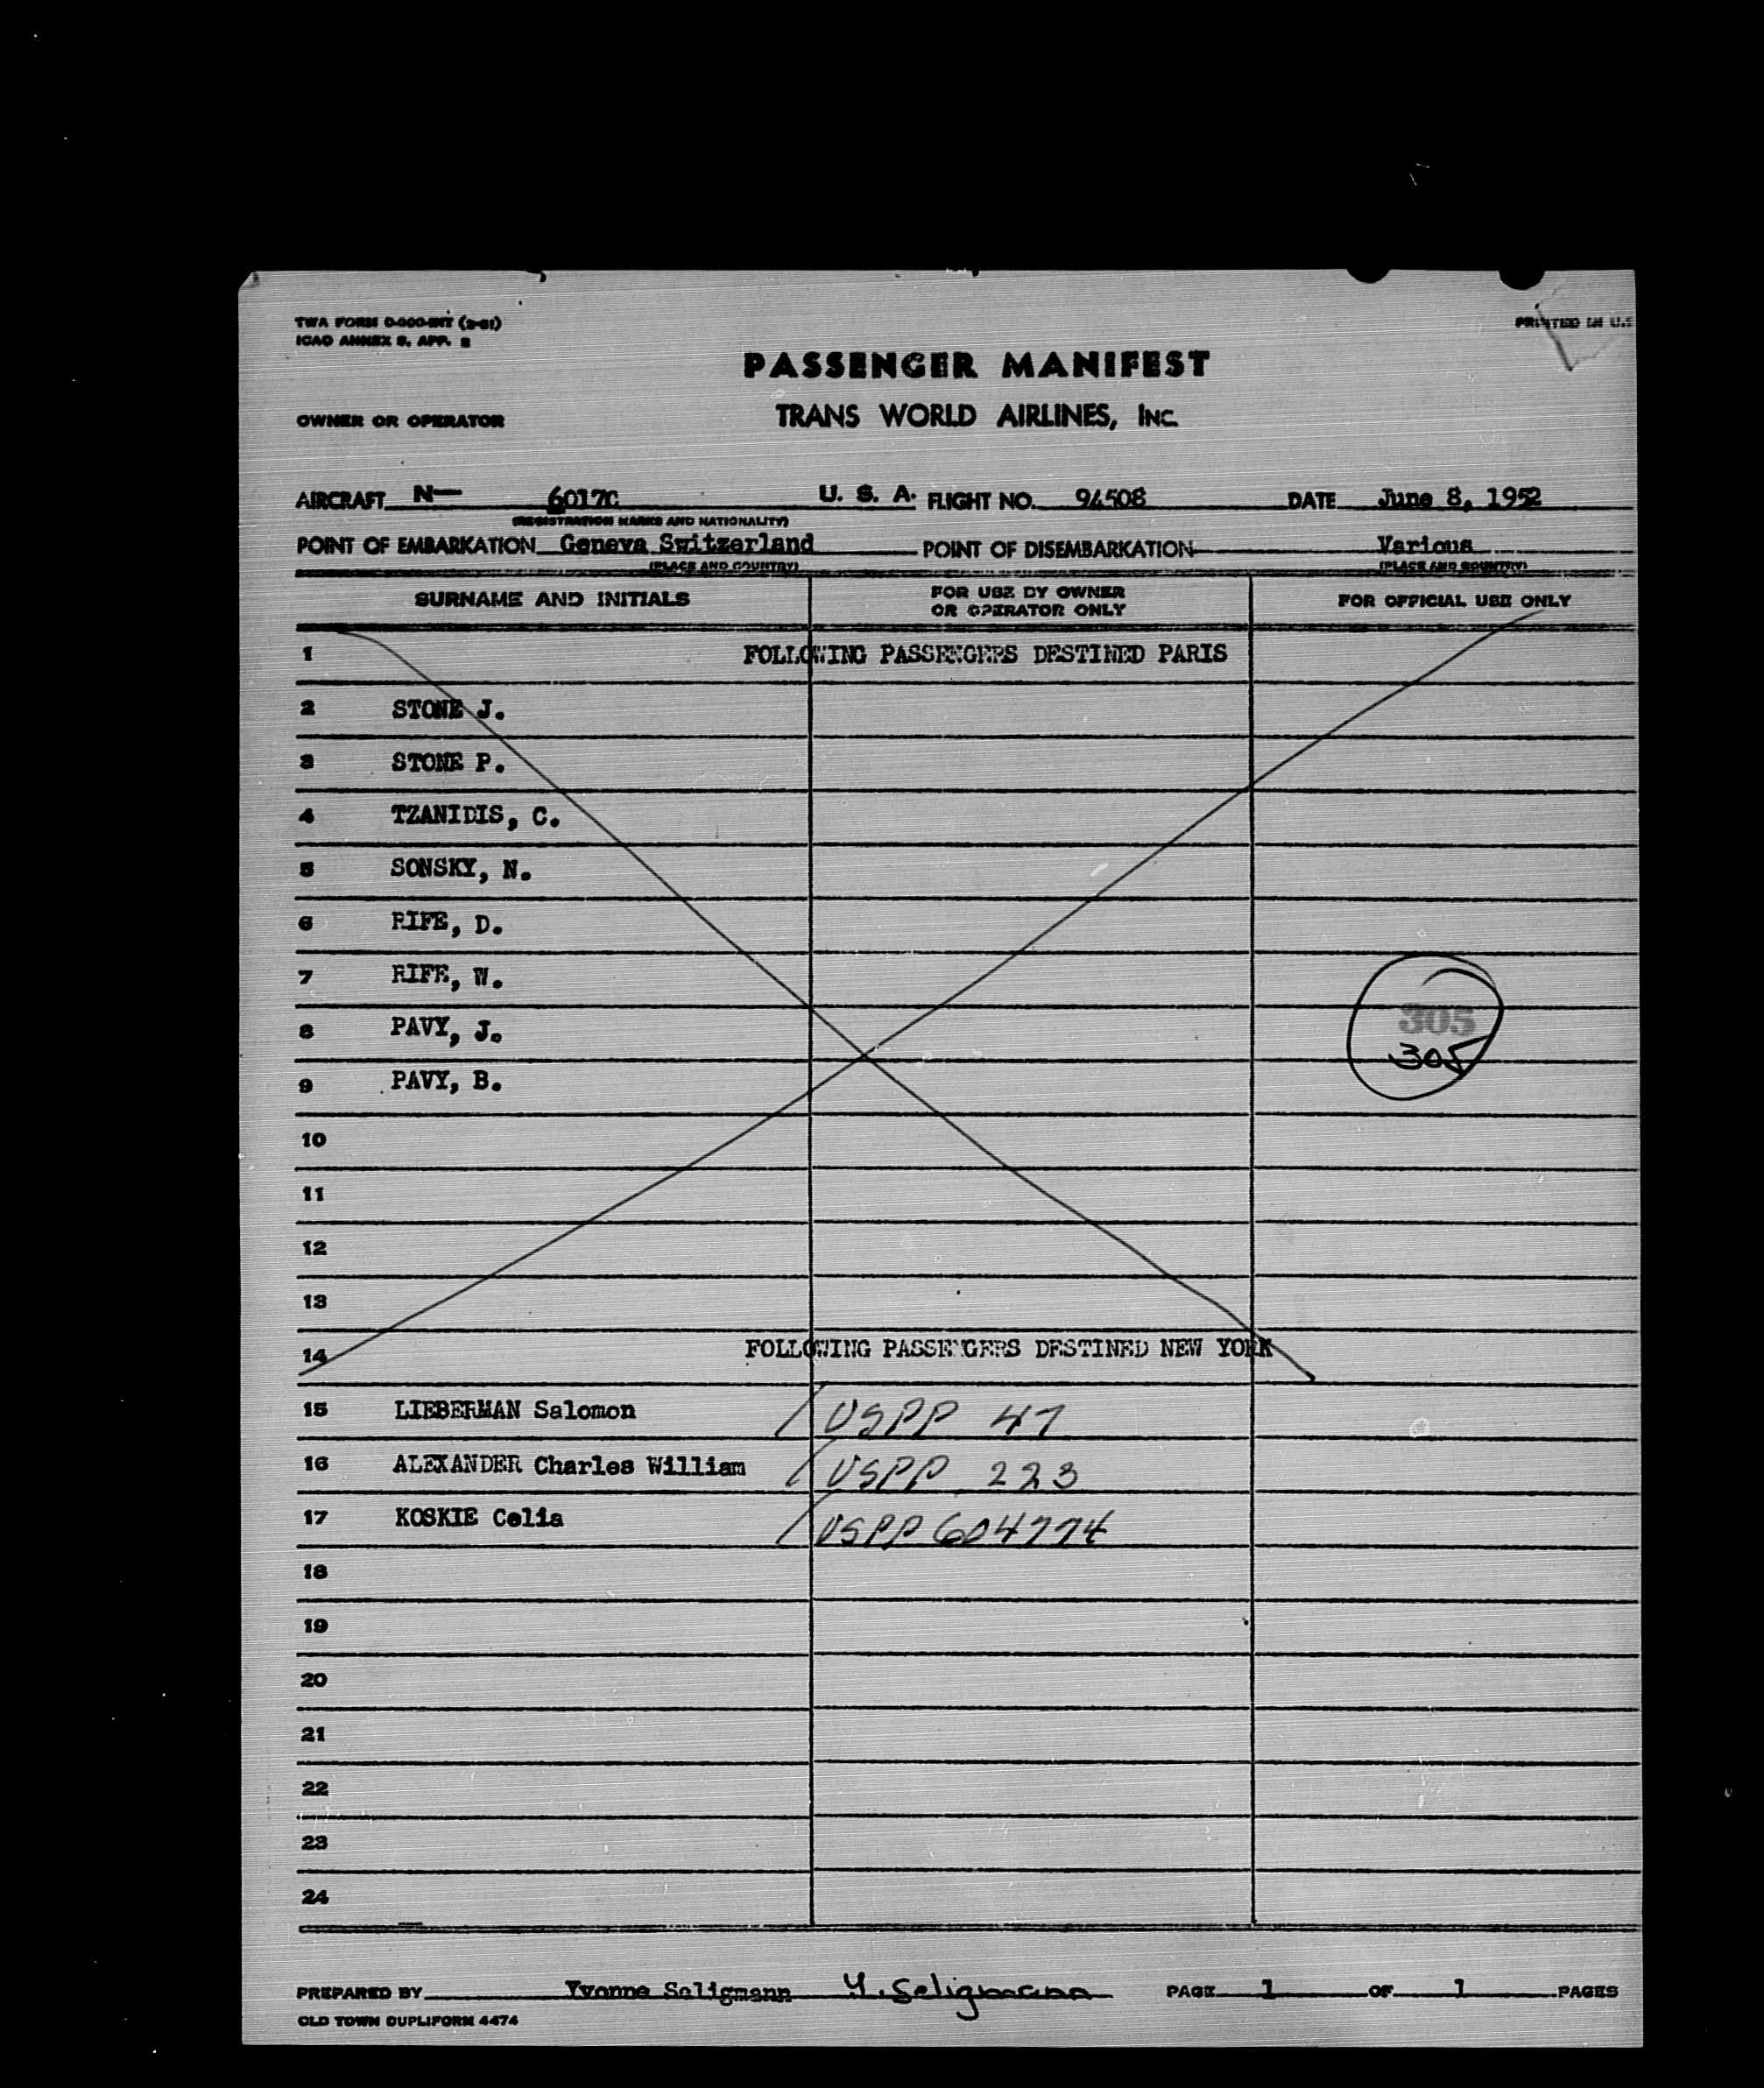 TWA FORM 0-000-INT (2-51)
ICAO ANNEX 9, APP. 2
PRINTED IN U.S
PASSENGER MANIFEST
OWNER OR OPERATOR TRANS WORLD AIRLINES, INC.
AIRCRAFT N— 6017C U. S. A. FLIGHT NO. 94508 DATE June 8, 1952
(REGISTRATION MARKS AND NATIONALITY)
POINT OF EMBARKATION Geneva Switzerland POINT OF DISEMBARKATION Various
(PLACE AND COUNTRY) (PLACE AND COUNTRY)
SURNAME AND INITIALS FOR USE BY OWNER OR OPERATOR ONLY FOR OFFICIAL USE ONLY
1 FOLLOWING PASSENGERS DESTINED PARIS
2 STONE J.
3 STONE P.
4 TZANIDIS, C.
5 SONSKY, N.
6 RIFE, D.
7 RIFE, W.
8 PAVY, J. 305
305
9 PAVY, B.
10
11
12
13
14 FOLLOWING PASSENGERS DESTINED NEW YORK
15 LIEBERMAN Salomon / USPP 47
16 ALEXANDER Charles William / USPP 223
17 KOSKIE Celia / USPP 604774
18
19
20
21
22
23
24
PREPARED BY Yvonne Seligmann Y. Seligmann PAGE 1 OF 1 PAGES
OLD TOWN DUPLIFORM 4474